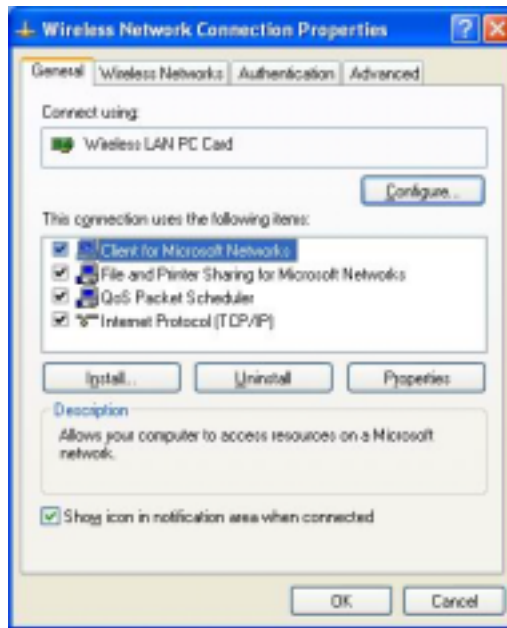 Wireless Network Connection Properties
General Wireless Networks Authentication Advanced
Connect using:
Wireless LAN PC Card
Configure...
This connection uses the following items:
Client for Microsoft Networks
File and Printer Sharing for Microsoft Networks
QoS Packet Scheduler
Internet Protocol (TCP/IP)
Install... Uninstall Properties
Description
Allows your computer to access resources on a Microsoft
network.
Show icon in notification area when connected
OK Cancel